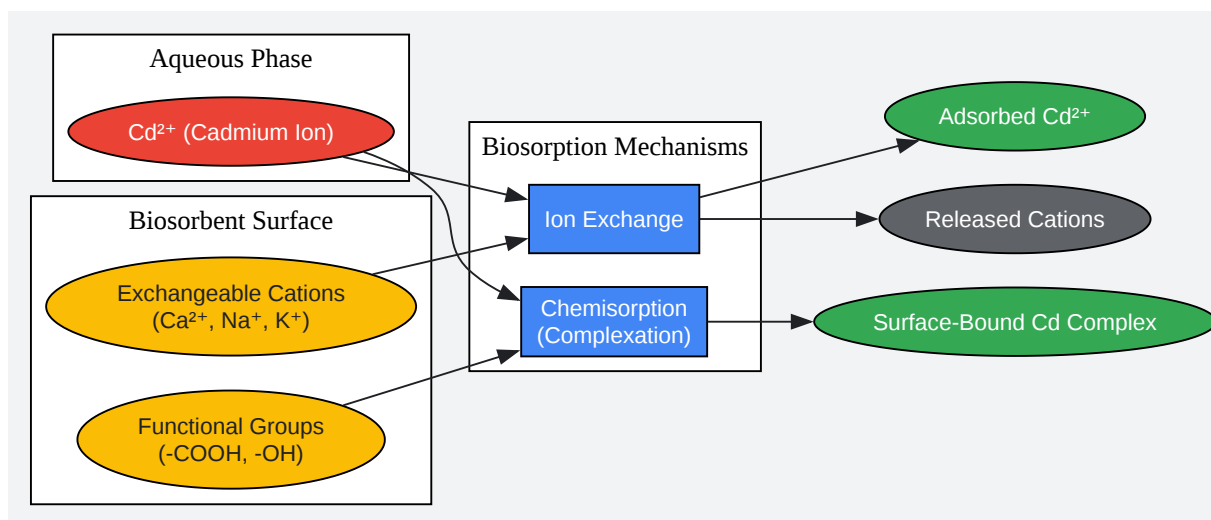 Aqueous Phase
Cd²⁺ (Cadmium Ion)
Biosorbent Surface
Exchangeable Cations
(Ca²⁺, Na⁺, K⁺)
Functional Groups
(-COOH, -OH)
Biosorption Mechanisms
Ion Exchange
Chemisorption
(Complexation)
Adsorbed Cd²⁺
Released Cations
Surface-Bound Cd Complex